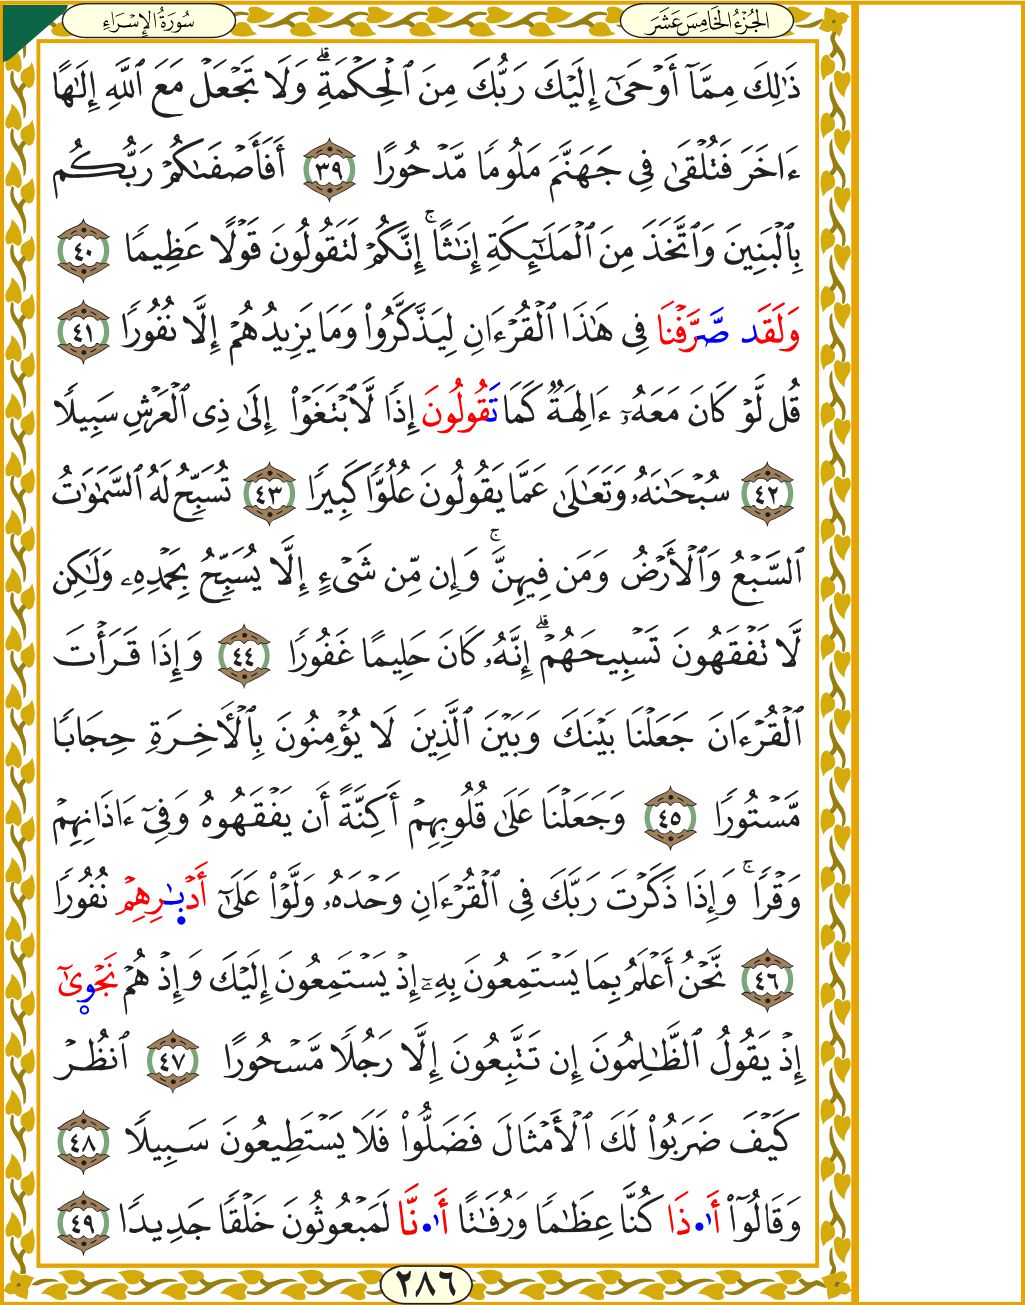 الجُزْءُ الخَامِسَ عَشَرَ
سُورَةُ الإِسْرَاءِ
ذَٰلِكَ مِمَّآ أَوْحَىٰٓ إِلَيْكَ رَبُّكَ مِنَ ٱلْحِكْمَةِۗ وَلَا تَجْعَلْ مَعَ ٱللَّهِ إِلَٰهًا
ءَاخَرَ فَتُلْقَىٰ فِى جَهَنَّمَ مَلُومًا مَّدْحُورًا ٣٩ أَفَأَصْفَىٰكُمْ رَبُّكُم
بِٱلْبَنِينَ وَٱتَّخَذَ مِنَ ٱلْمَلَٰٓئِكَةِ إِنَٰثًاۚ إِنَّكُمْ لَتَقُولُونَ قَوْلًا عَظِيمًا ٤٠
وَلَقَد صَّرَّفْنَا فِى هَٰذَا ٱلْقُرْءَانِ لِيَذَّكَّرُوا۟ وَمَا يَزِيدُهُمْ إِلَّا نُفُورًا ٤١
قُل لَّوْ كَانَ مَعَهُۥٓ ءَالِهَةٌ كَمَا تَقُولُونَ إِذًا لَّٱبْتَغَوْا۟ إِلَىٰ ذِى ٱلْعَرْشِ سَبِيلًا
٤٢ سُبْحَٰنَهُۥ وَتَعَٰلَىٰ عَمَّا يَقُولُونَ عُلُوًّا كَبِيرًا ٤٣ تُسَبِّحُ لَهُ ٱلسَّمَٰوَٰتُ
ٱلسَّبْعُ وَٱلْأَرْضُ وَمَن فِيهِنَّۚ وَإِن مِّن شَىْءٍ إِلَّا يُسَبِّحُ بِحَمْدِهِۦ وَلَٰكِن
لَّا تَفْقَهُونَ تَسْبِيحَهُمْۗ إِنَّهُۥ كَانَ حَلِيمًا غَفُورًا ٤٤ وَإِذَا قَرَأْتَ
ٱلْقُرْءَانَ جَعَلْنَا بَيْنَكَ وَبَيْنَ ٱلَّذِينَ لَا يُؤْمِنُونَ بِٱلْأَخِرَةِ حِجَابًا
مَّسْتُورًا ٤٥ وَجَعَلْنَا عَلَىٰ قُلُوبِهِمْ أَكِنَّةً أَن يَفْقَهُوهُ وَفِىٓ ءَاذَانِهِمْ
وَقْرًاۚ وَإِذَا ذَكَرْتَ رَبَّكَ فِى ٱلْقُرْءَانِ وَحْدَهُۥ وَلَّوْا۟ عَلَىٰٓ أَدْبَٰرِهِمْ نُفُورًا
٤٦ نَّحْنُ أَعْلَمُ بِمَا يَسْتَمِعُونَ بِهِۦٓ إِذْ يَسْتَمِعُونَ إِلَيْكَ وَإِذْ هُمْ نَجْوَىٰٓ
إِذْ يَقُولُ ٱلظَّٰلِمُونَ إِن تَتَّبِعُونَ إِلَّا رَجُلًا مَّسْحُورًا ٤٧ ٱنظُرْ
كَيْفَ ضَرَبُوا۟ لَكَ ٱلْأَمْثَالَ فَضَلُّوا۟ فَلَا يَسْتَطِيعُونَ سَبِيلًا ٤٨
وَقَالُوٓا۟ أَٰ۬ذَا كُنَّا عِظَٰمًا وَرُفَٰتًا أَٰ۬نَّا لَمَبْعُوثُونَ خَلْقًا جَدِيدًا ٤٩
٢٨٦